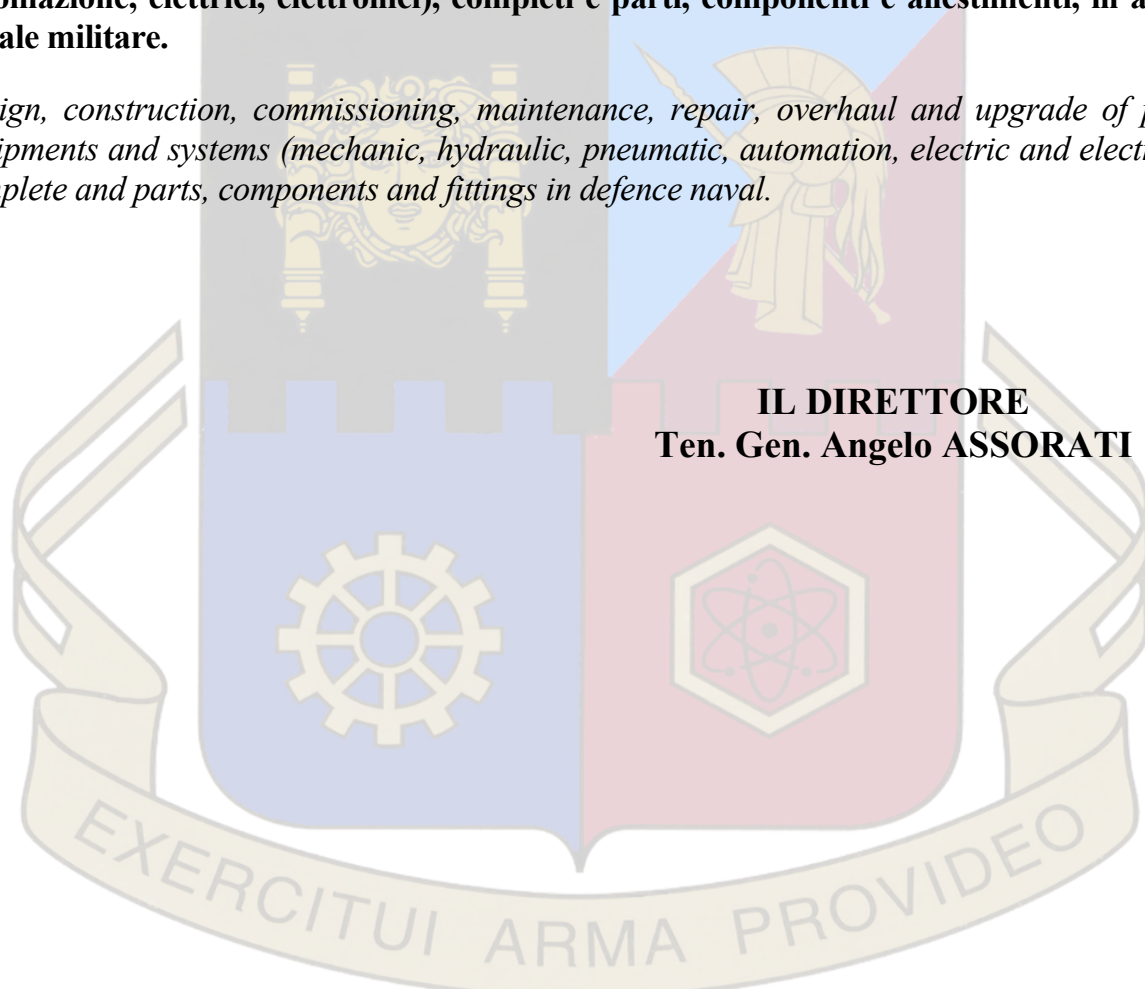 elettrici, elettronici), completi e parti, componenti e allestimenti, in a
ale militare.
ign, construction, commissioning, maintenance, repair, overhaul and upgrade of p
ipments and systems (mechanic, hydraulic, pneumatic, automation, electric and electr
plete and parts, components and fittings in defence naval.
IL DIRETTORE
Ten. Gen. Angelo ASSORATI
EXERCITUI ARMA PROVIDEO